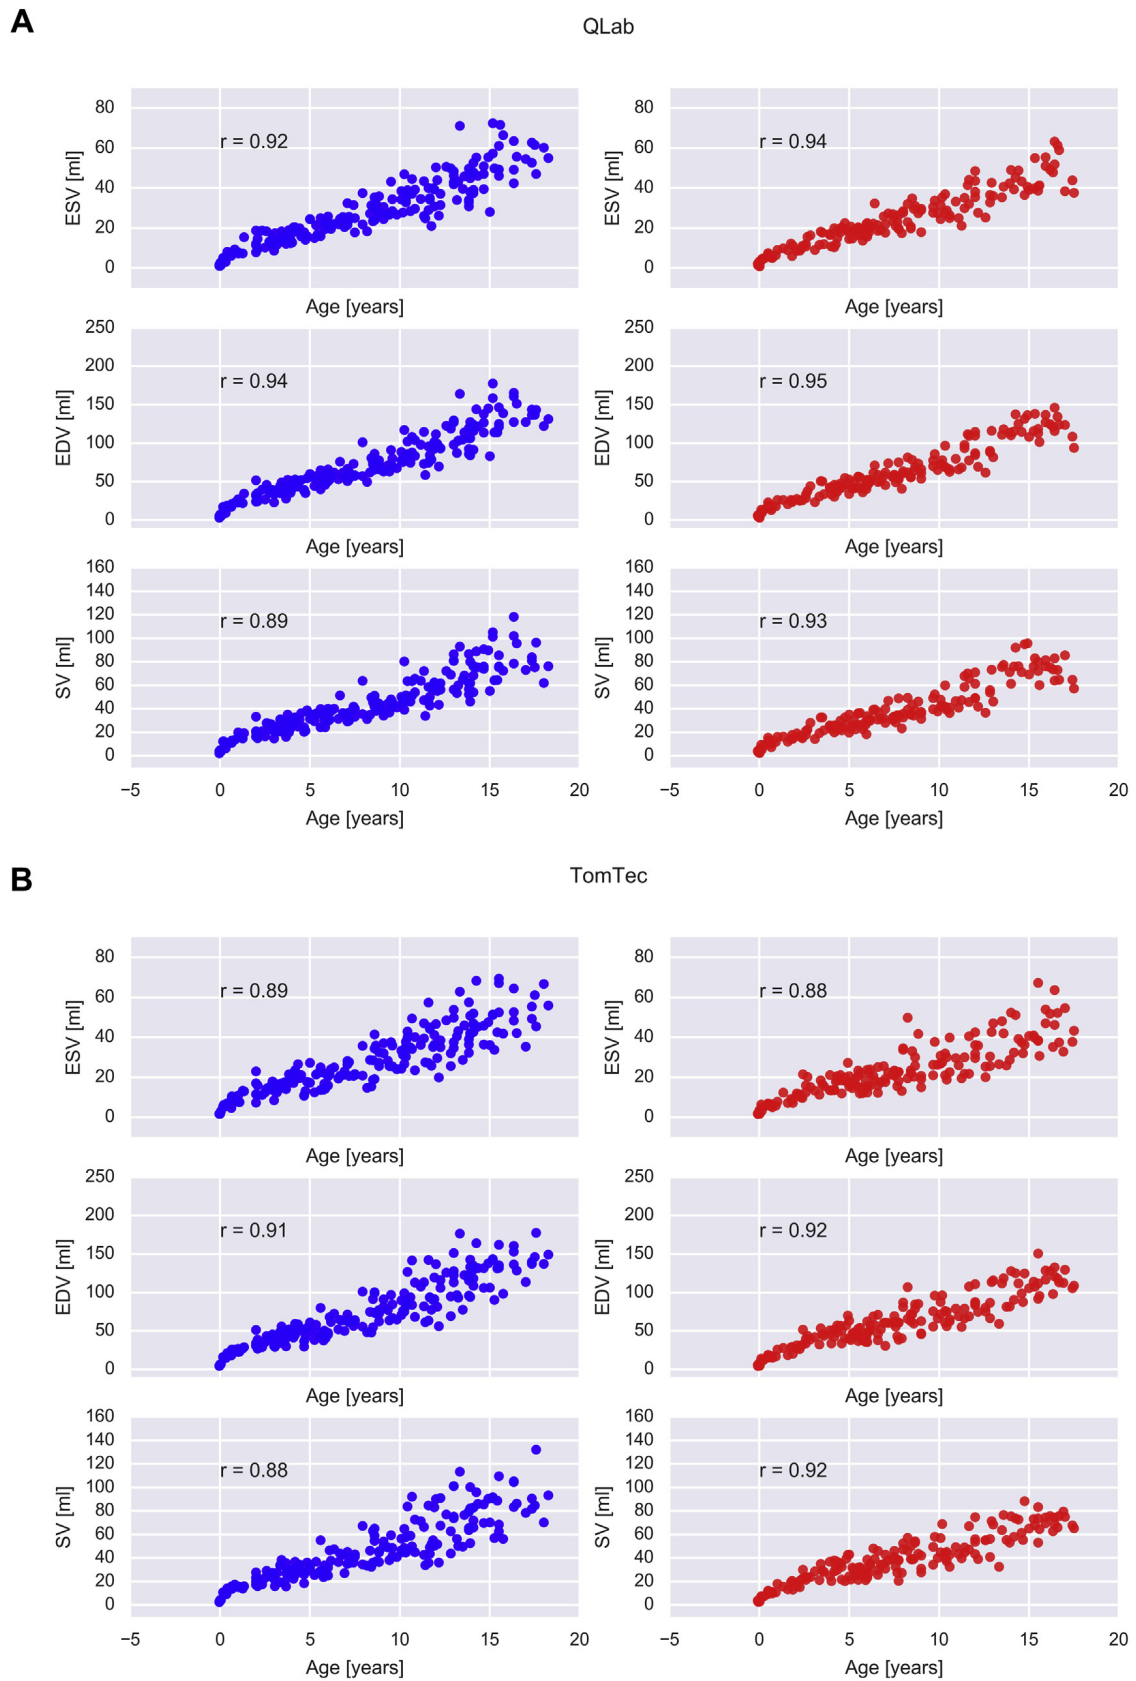 A
QLab
80
60
40
20
0
ESV [ml]
r = 0.92
Age [years]
80
60
40
20
0
ESV [ml]
r = 0.94
Age [years]
250
200
150
100
50
0
EDV [ml]
r = 0.94
Age [years]
250
200
150
100
50
0
EDV [ml]
r = 0.95
Age [years]
160
140
120
100
80
60
40
20
0
SV [ml]
r = 0.89
−5 0 5 10 15 20
Age [years]
160
140
120
100
80
60
40
20
0
SV [ml]
r = 0.93
−5 0 5 10 15 20
Age [years]
B
TomTec
80
60
40
20
0
ESV [ml]
r = 0.89
Age [years]
80
60
40
20
0
ESV [ml]
r = 0.88
Age [years]
250
200
150
100
50
0
EDV [ml]
r = 0.91
Age [years]
250
200
150
100
50
0
EDV [ml]
r = 0.92
Age [years]
160
140
120
100
80
60
40
20
0
SV [ml]
r = 0.88
−5 0 5 10 15 20
Age [years]
160
140
120
100
80
60
40
20
0
SV [ml]
r = 0.92
−5 0 5 10 15 20
Age [years]